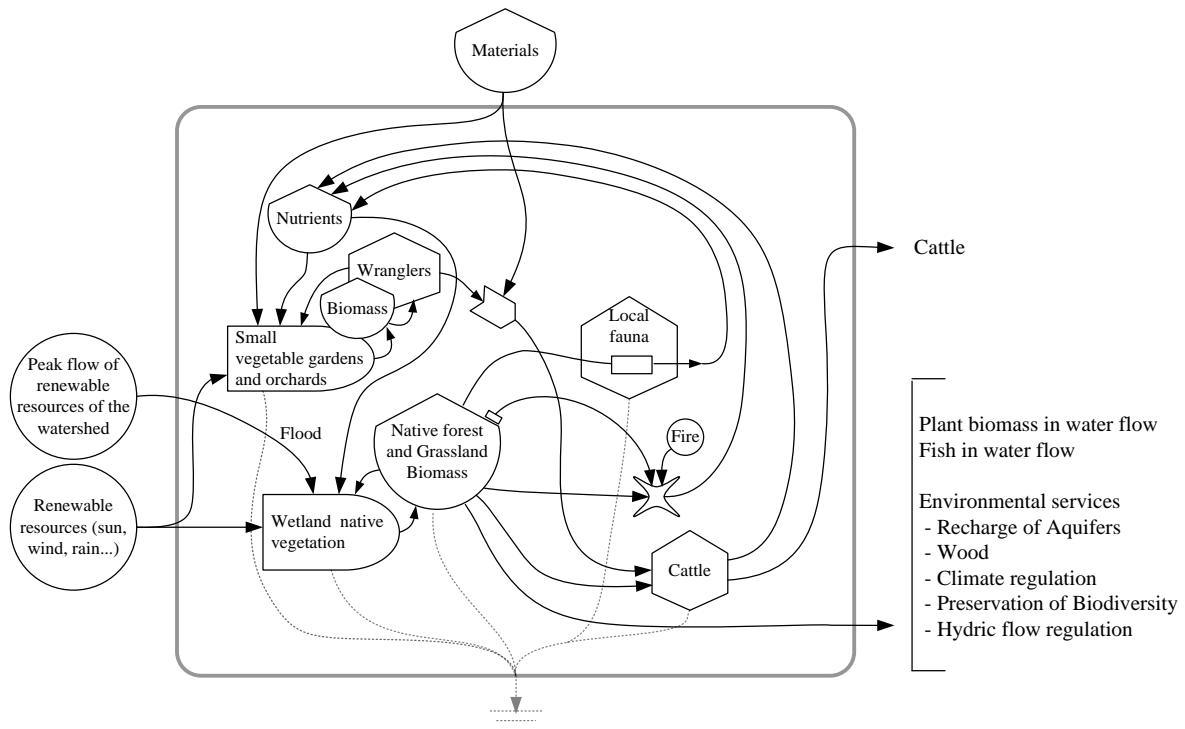 Materials
Nutrients
Wranglers
Biomass
Small
vegetable gardens
and orchards
Local
fauna
Cattle
Peak flow of
renewable
resources of the
watershed
Flood
Native forest
and Grassland
Biomass
Fire
Renewable
resources (sun,
wind, rain...)
Wetland native
vegetation
Cattle
Plant biomass in water flow
Fish in water flow
Environmental services
- Recharge of Aquifers
- Wood
- Climate regulation
- Preservation of Biodiversity
- Hydric flow regulation